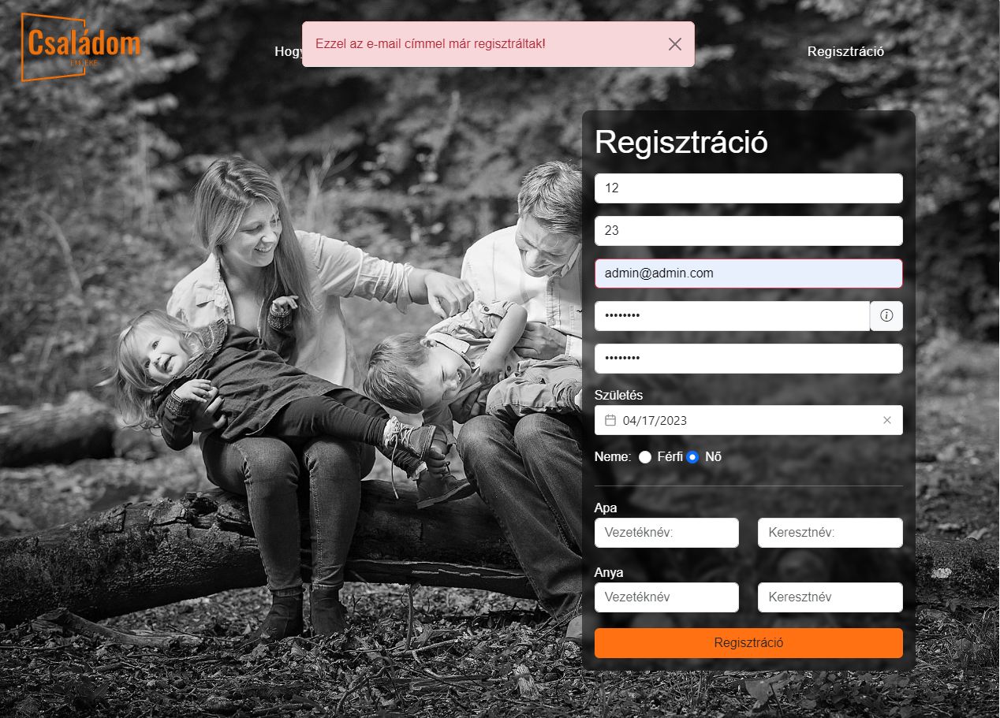 Családom
Hogy
Ezzel az e-mail címmel már regisztráltak!
Regisztráció
Regisztráció
12
23
admin@admin.com
••••••••
••••••••
Születés
04/17/2023
Neme: Férfi Nő
Apa
Vezetéknév: Keresztnév:
Anya
Vezetéknév Keresztnév
Regisztráció